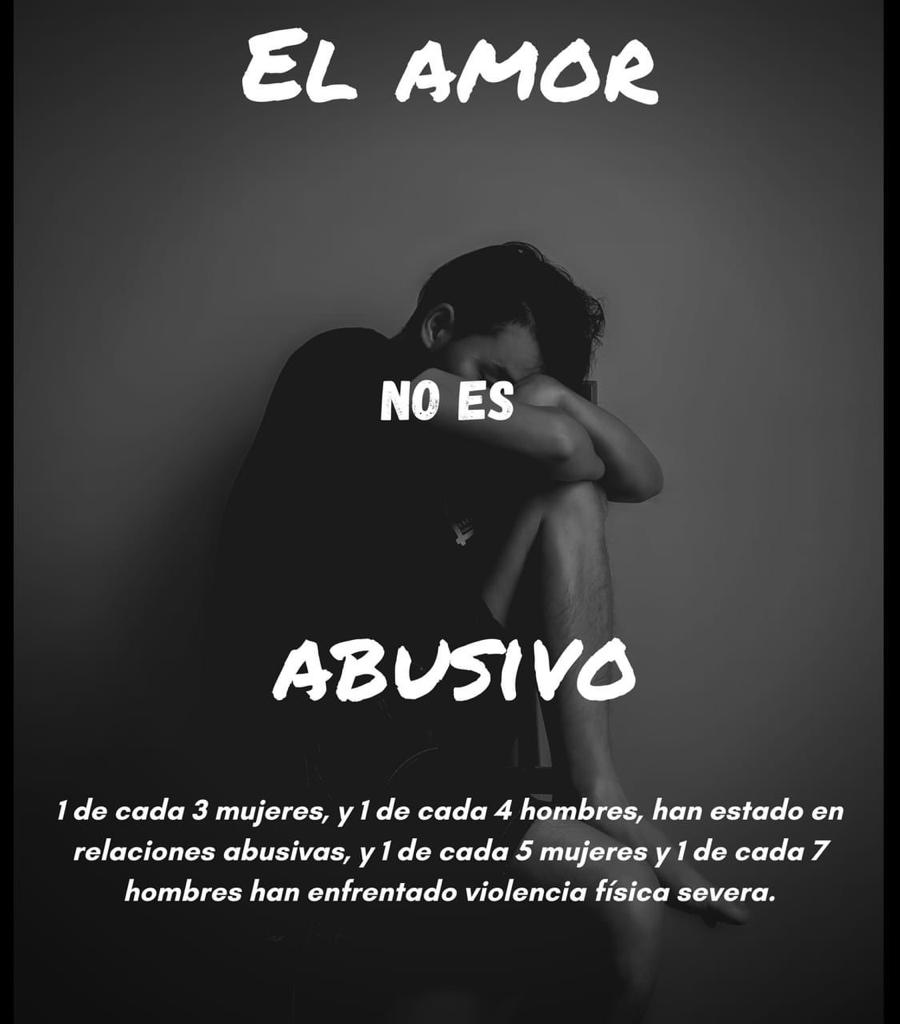 El amor
NO ES
ABUSIVO
1 de cada 3 mujeres, y 1 de cada 4 hombres, han estado en
relaciones abusivas, y 1 de cada 5 mujeres y 1 de cada 7
hombres han enfrentado violencia física severa.